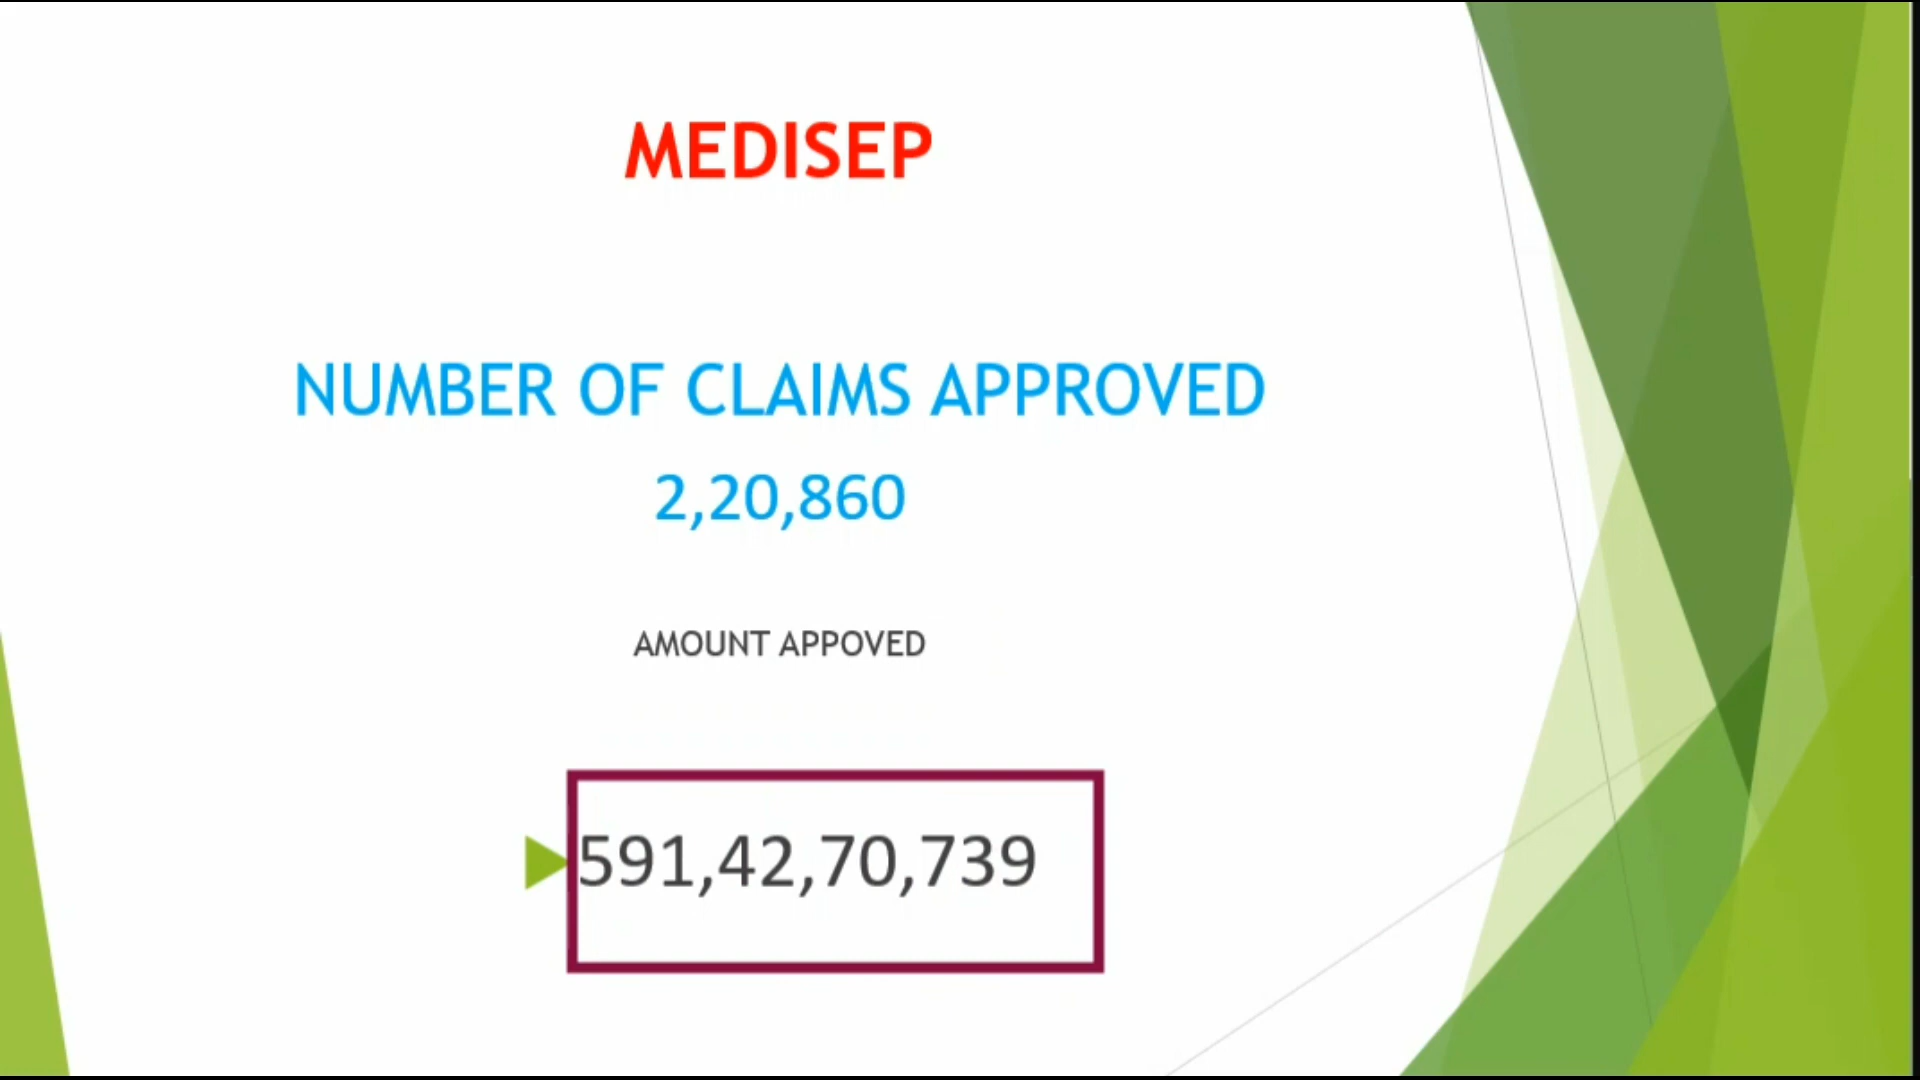 MEDISEP
NUMBER OF CLAIMS APPROVED
2,20,860
AMOUNT APPOVED
591,42,70,739